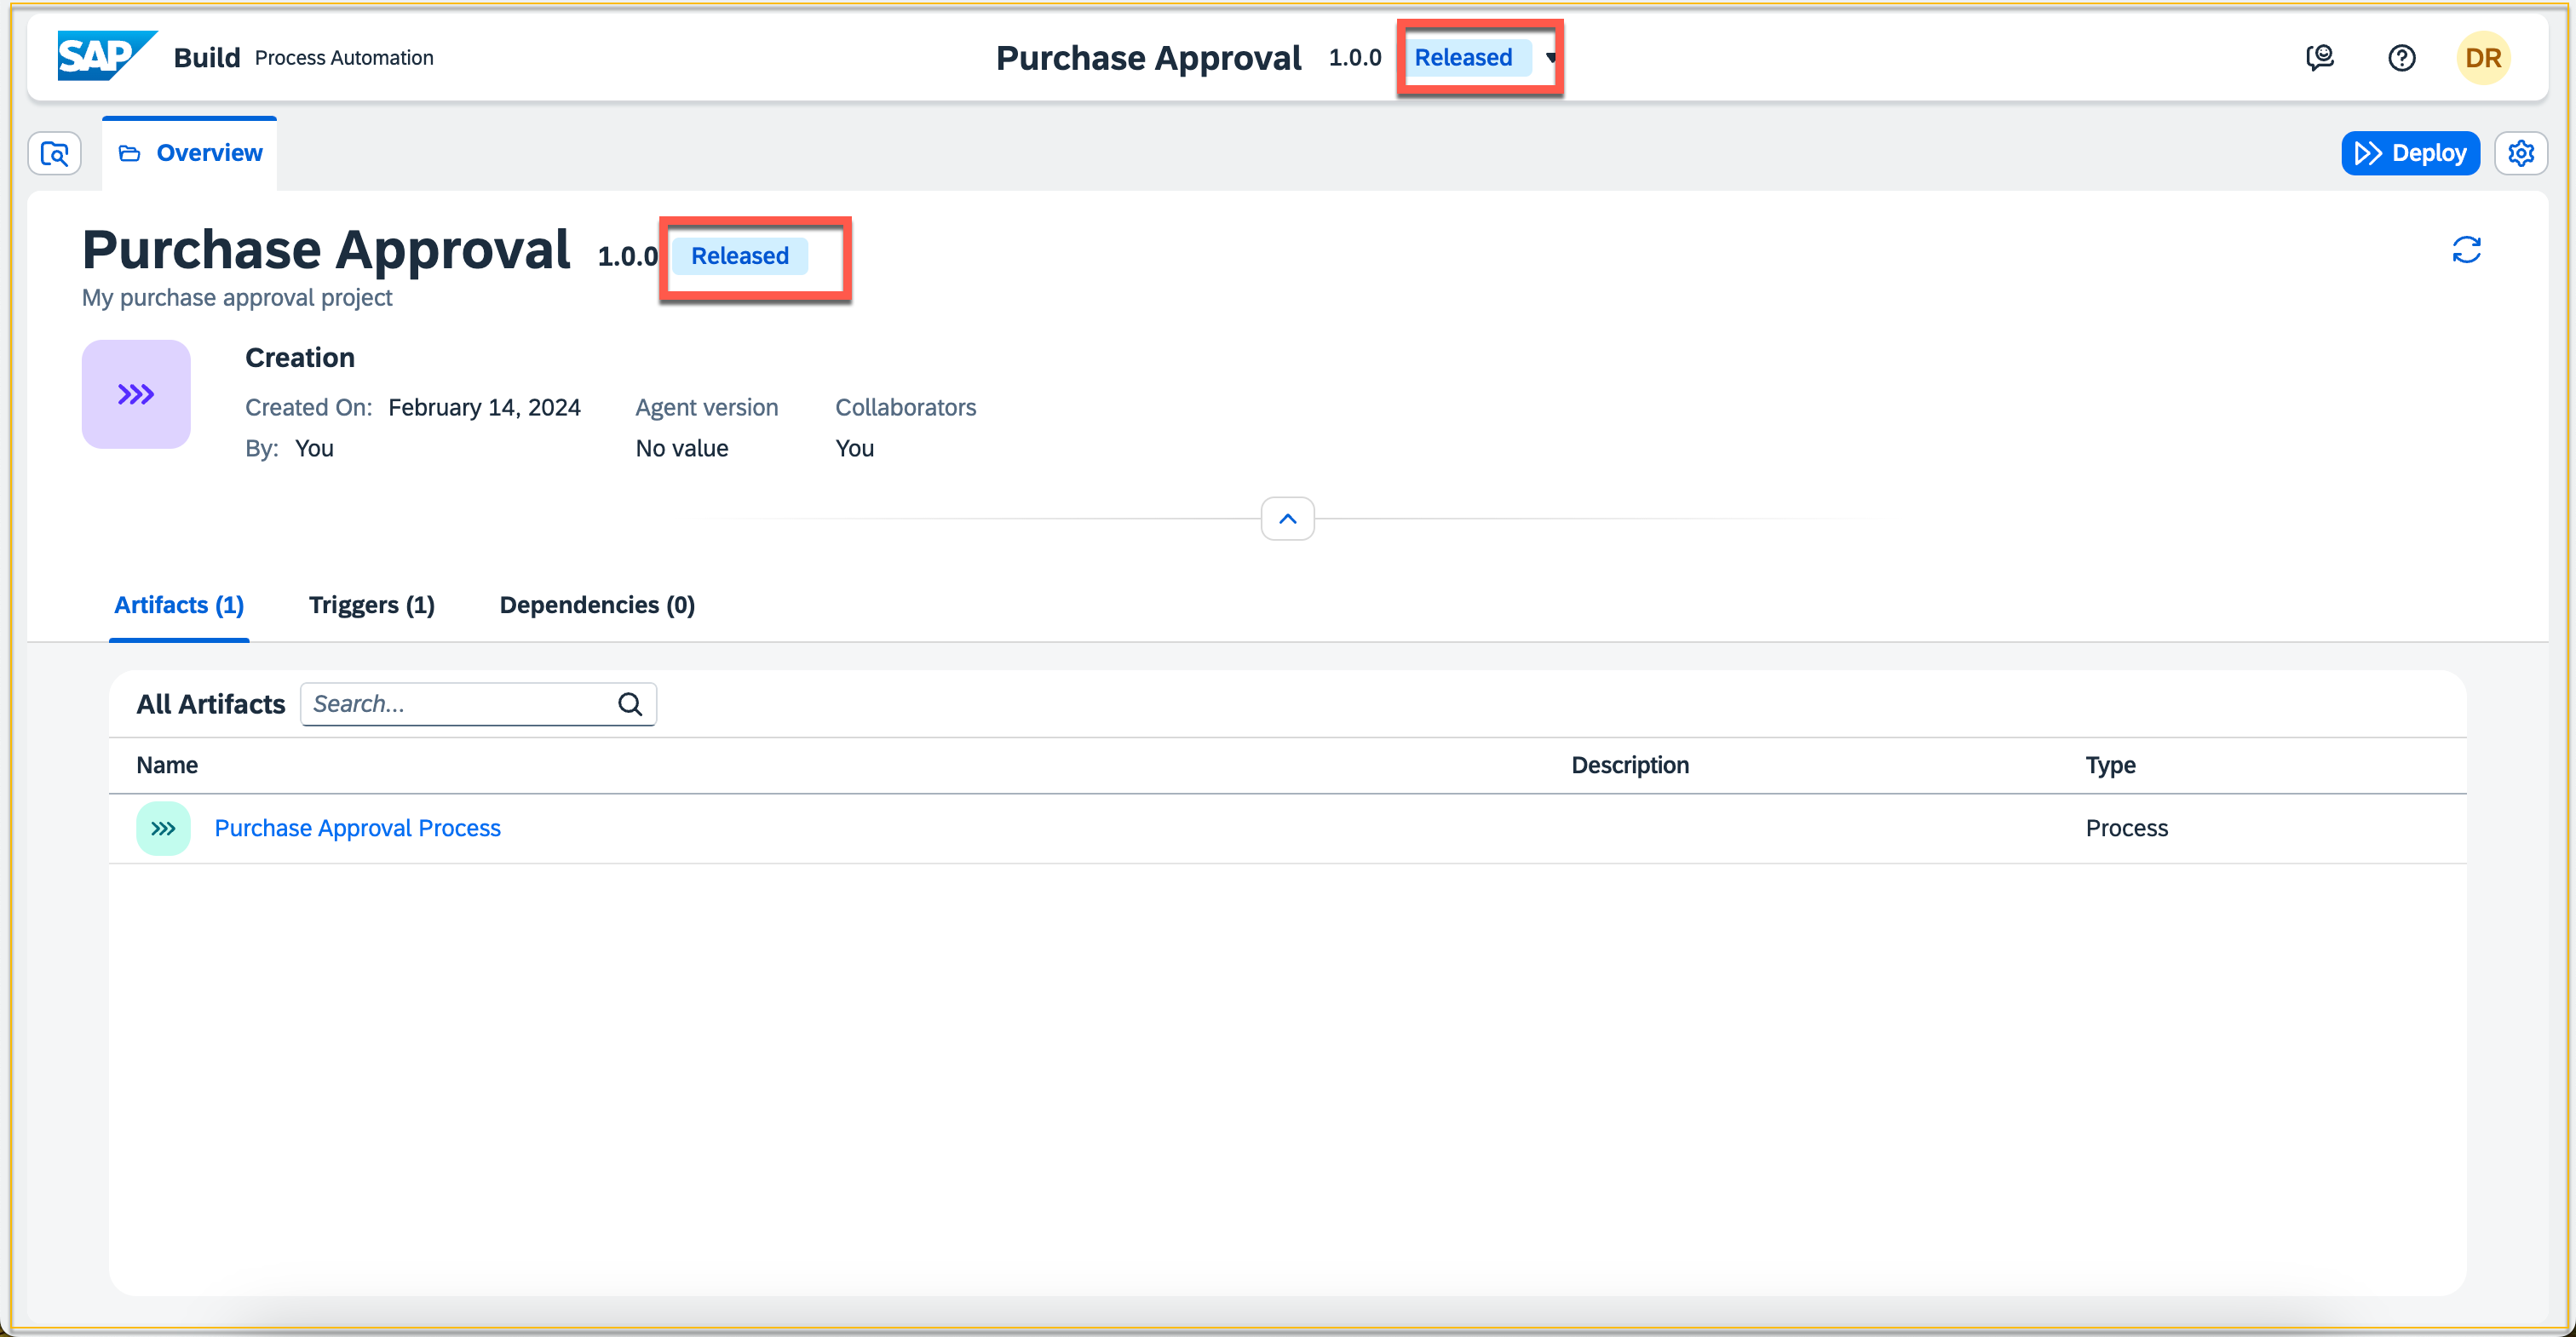 SAP Build Process Automation
Purchase Approval 1.0.0 Released
DR
Overview
Deploy
Purchase Approval 1.0.0 Released
My purchase approval project
Creation
Created On: February 14, 2024 Agent version Collaborators
By: You No value You
Artifacts (1) Triggers (1) Dependencies (0)
All Artifacts Search...
Name Description Type
Purchase Approval Process Process